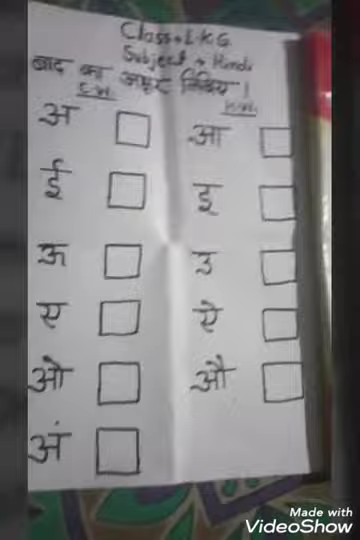 Class - L.K.G.
Subject - Hindi
बाद का अक्षर लिखिए।
C.W. H.W.
अ आ
ई इ
ऊ उ
ए ऐ
ओ औ
अं
Made with
VideoShow